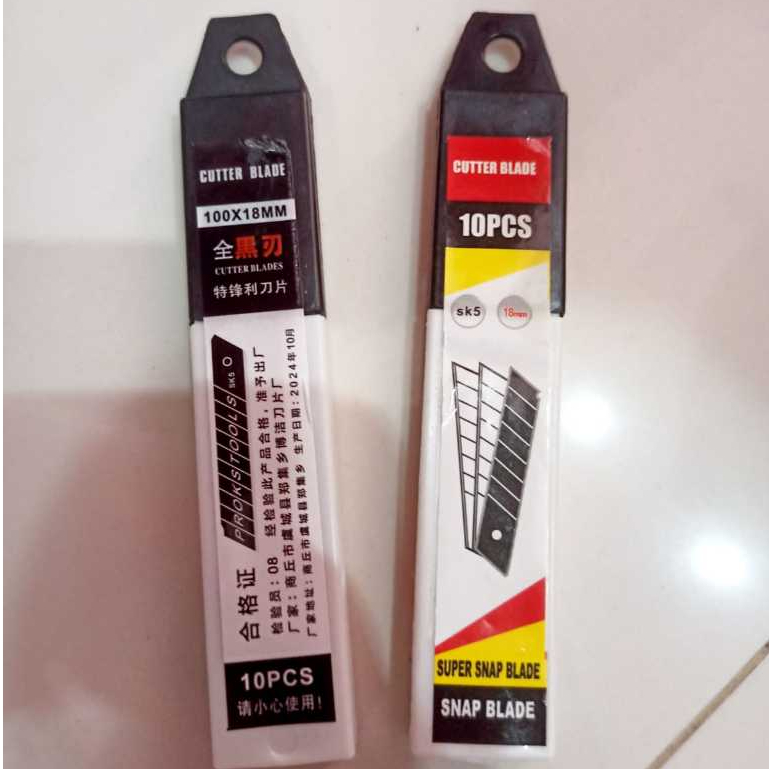 CUTTER BLADE
100X18MM
全黑刃
CUTTER BLADES
特锋利刀片
PROKSTOOLS SK5
合格证
经检验此产品合格，准予出厂
检验员：08
厂家：商丘市虞城县郑集乡博洁刀片厂
厂家地址：商丘市虞城县郑集乡 生产日期：2024年10月
10PCS
请小心使用！
CUTTER BLADE
10PCS
sk5
18mm
SUPER SNAP BLADE
SNAP BLADE